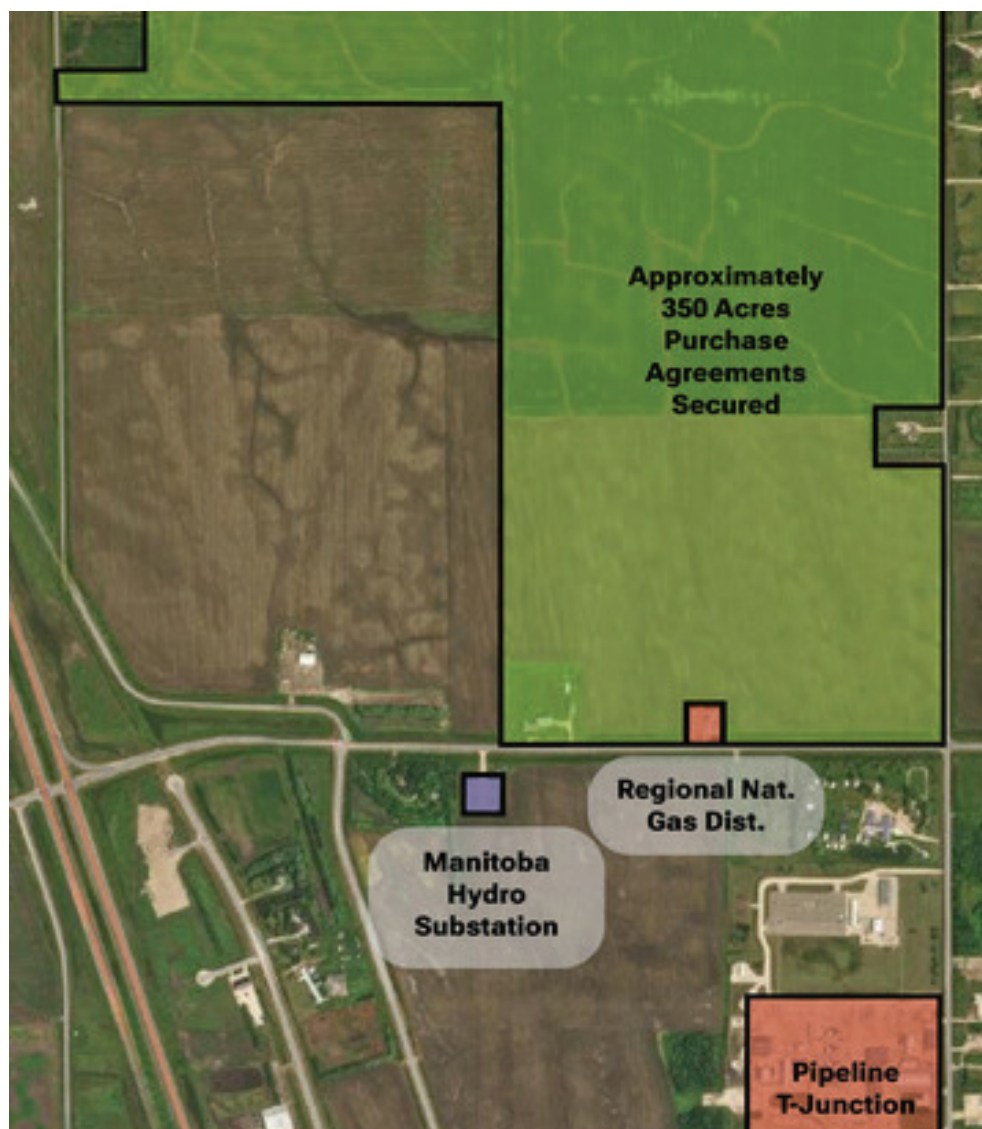 Approximately
350 Acres
Purchase
Agreements
Secured
Regional Nat.
Gas Dist.
Manitoba
Hydro
Substation
Pipeline
T-Junction